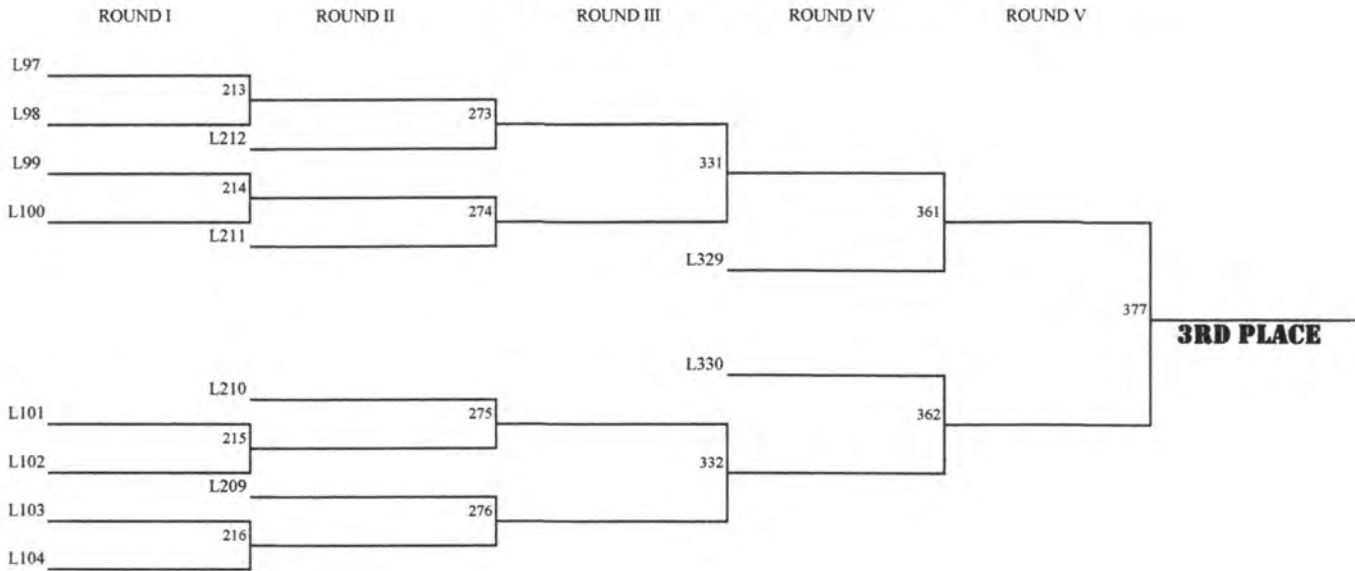 ROUND I ROUND II ROUND III ROUND IV ROUND V
L97
213
L98
273
L212
L99
331
214
L100
274
361
L211
L329
377
3RD PLACE
L330
L210
L101
275
362
215
L102
332
L209
L103
276
216
L104